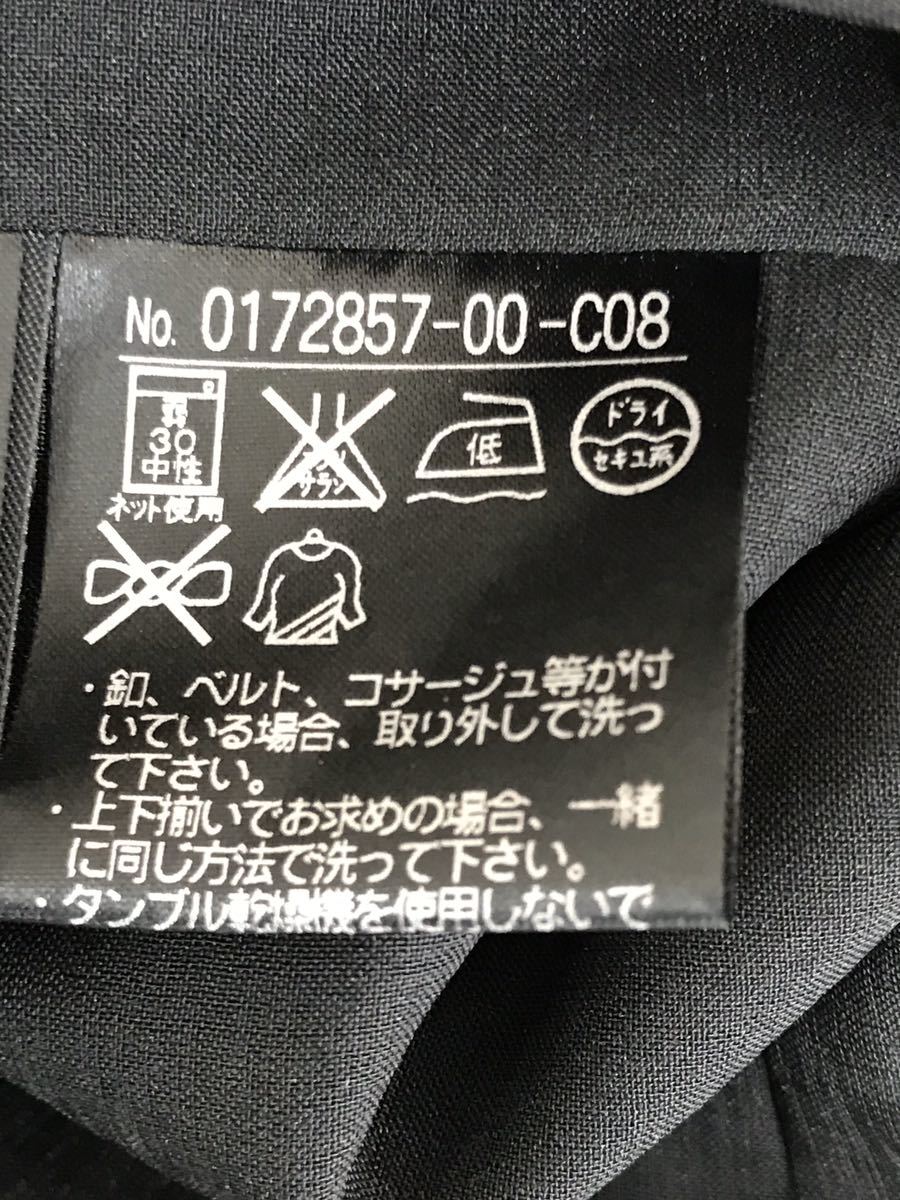 No. 0172857-00-C08
弱
30
中性
ネット使用
エンソ
サラシ
低
ドライ
セキユ系
・釦、ベルト、コサージュ等が付
いている場合、取り外して洗っ
て下さい。
・上下揃いでお求めの場合、一緒
に同じ方法で洗って下さい。
・タンブル乾燥機を使用しないで